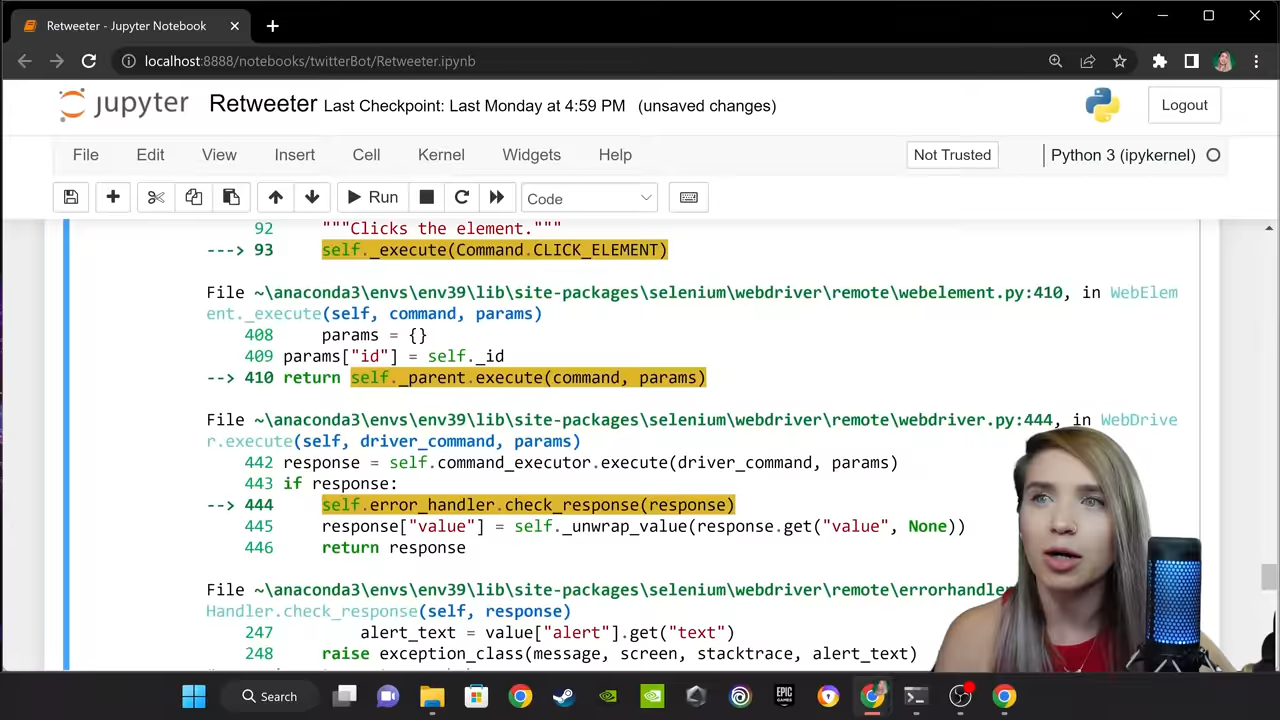 Retweeter - Jupyter Notebook
localhost:8888/notebooks/twitterBot/Retweeter.ipynb
jupyter Retweeter Last Checkpoint: Last Monday at 4:59 PM (unsaved changes)
Logout
File Edit View Insert Cell Kernel Widgets Help
Not Trusted
Python 3 (ipykernel)
Run
Code
92 """Clicks the element."""
---> 93 self._execute(Command.CLICK_ELEMENT)
File ~\anaconda3\envs\env39\lib\site-packages\selenium\webdriver\remote\webelement.py:410, in WebElem
ent._execute(self, command, params)
408 params = {}
409 params["id"] = self._id
--> 410 return self._parent.execute(command, params)
File ~\anaconda3\envs\env39\lib\site-packages\selenium\webdriver\remote\webdriver.py:444, in WebDrive
r.execute(self, driver_command, params)
442 response = self.command_executor.execute(driver_command, params)
443 if response:
--> 444 self.error_handler.check_response(response)
445 response["value"] = self._unwrap_value(response.get("value", None))
446 return response
File ~\anaconda3\envs\env39\lib\site-packages\selenium\webdriver\remote\errorhandle
Handler.check_response(self, response)
247 alert_text = value["alert"].get("text")
248 raise exception_class(message, screen, stacktrace, alert_text)
Search
EPIC
GAMES